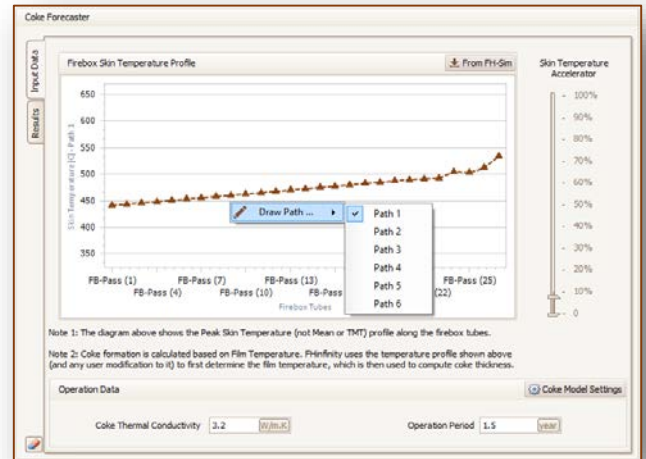 Coke Forecaster
Input Data
Results
Firebox Skin Temperature Profile
From FH-Sim
Skin Temperature
Accelerator
650
600
550
500
450
400
350
Skin Temperature [C] - Path 1
Draw Path ...
Path 1
Path 2
Path 3
Path 4
Path 5
Path 6
FB-Pass (1)
FB-Pass (4)
FB-Pass (7)
FB-Pass (10)
FB-Pass (13)
FB-Pass
(22)
FB-Pass (25)
Firebox Tubes
100%
90%
80%
70%
60%
50%
40%
30%
20%
10%
0
Note 1: The diagram above shows the Peak Skin Temperature (not Mean or TMT) profile along the firebox tubes.
Note 2: Coke formation is calculated based on Film Temperature. FHinfinity uses the temperature profile shown above
(and any user modification to it) to first determine the film temperature, which is then used to compute coke thickness.
Operation Data
Coke Model Settings
Coke Thermal Conductivity 3.2 W/m.K
Operation Period 1.5 year